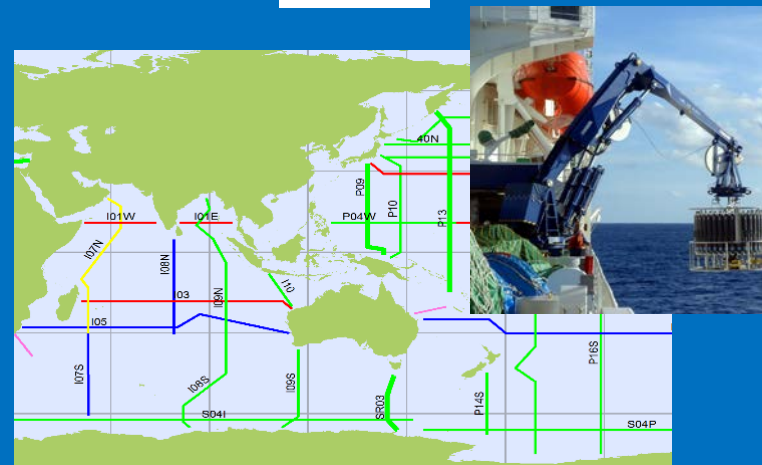 40N
P09
P10
P13
I01W
I01E
P04W
I07N
I08N
I10
I03
I09N
I05
I07S
I08S
I09S
P16S
SR03
P14S
S04I
S04P